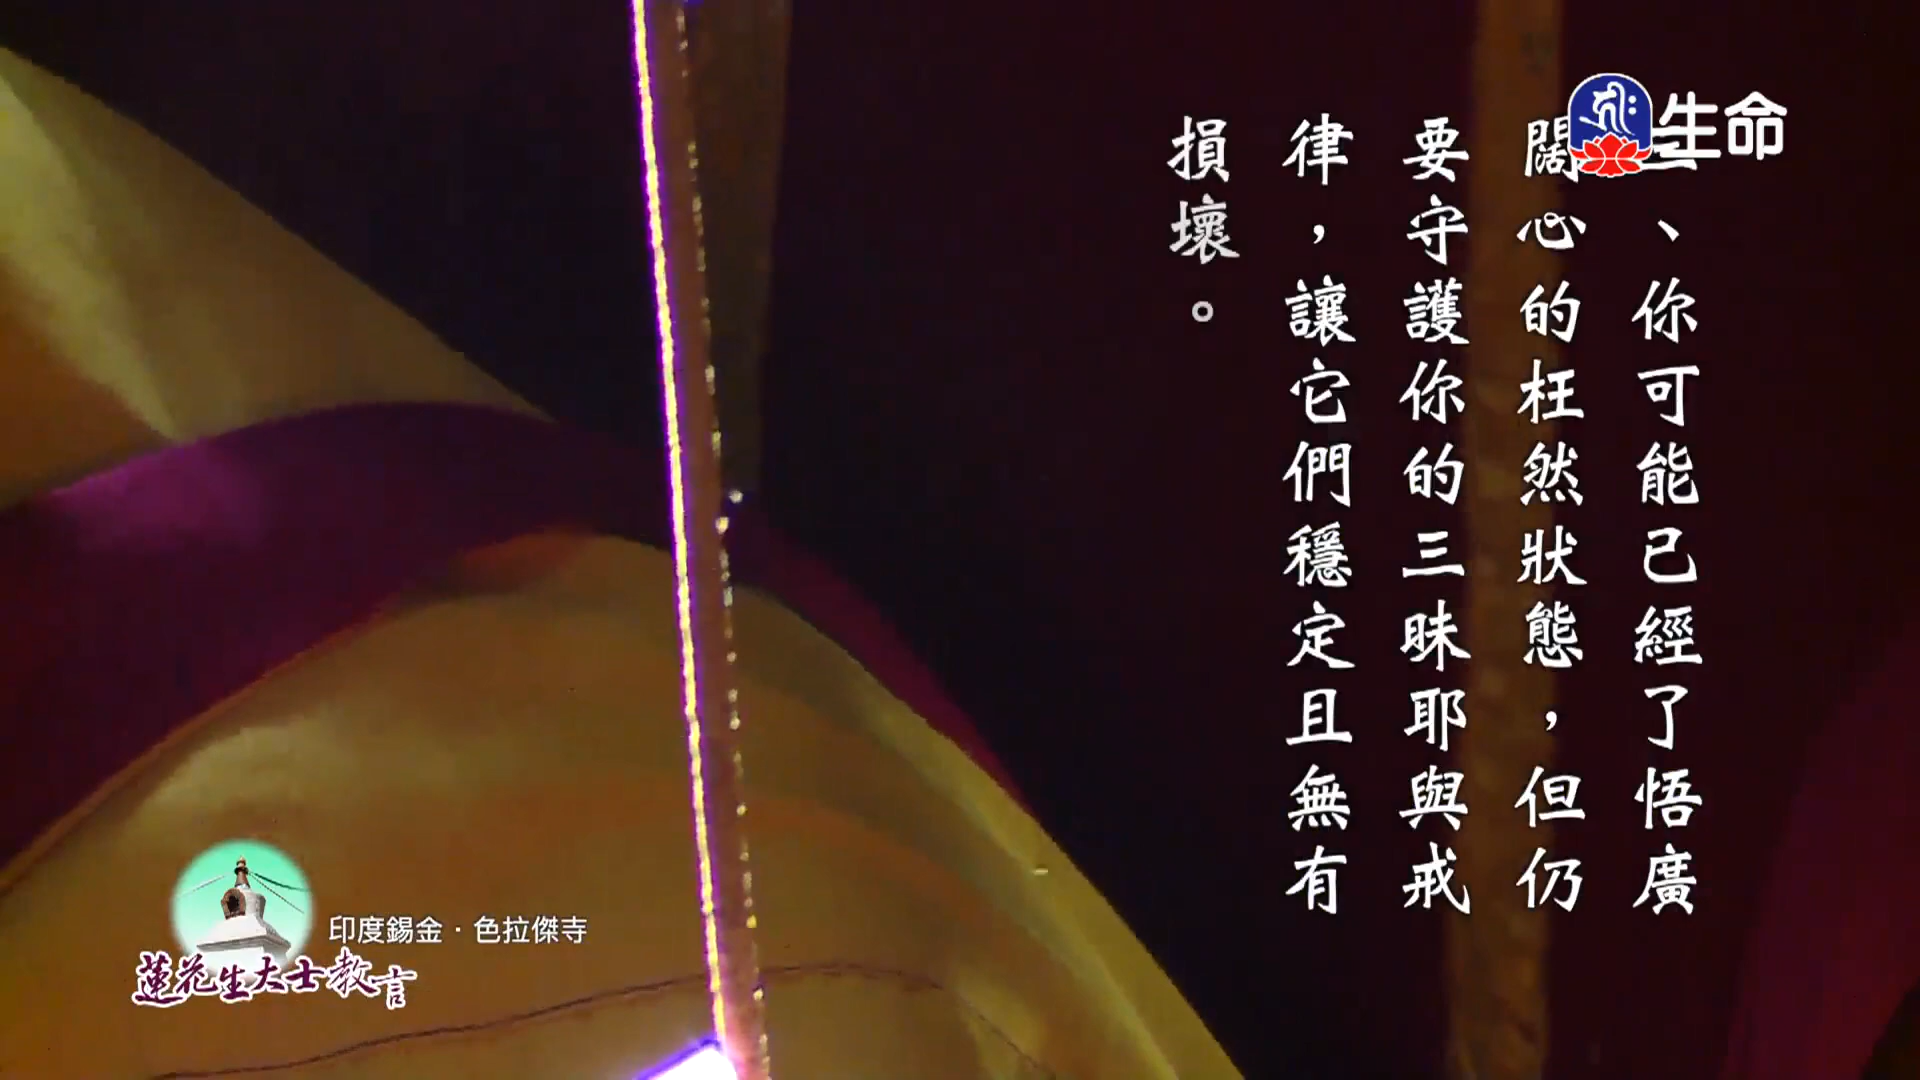 、你可能已經了悟廣
闊心的枉然狀態，但仍
要守護你的三昧耶與戒
律，讓它們穩定且無有
損壞。
生命
印度錫金．色拉傑寺
蓮花生大士教言